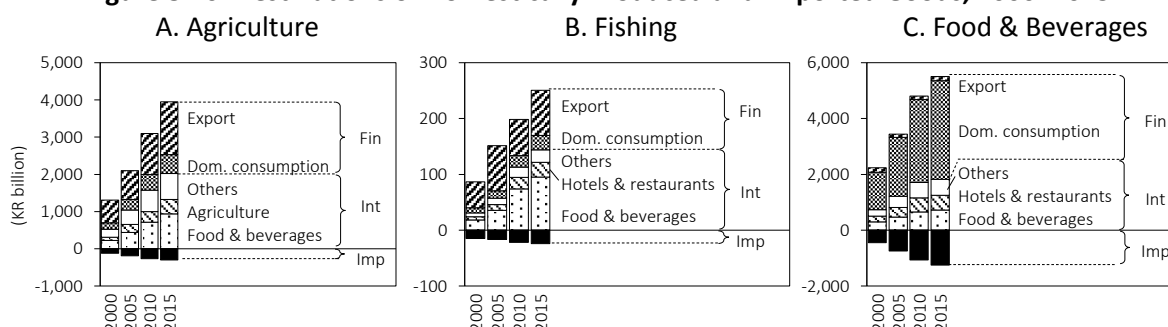 A. Agriculture
B. Fishing
C. Food & Beverages
(KR billion)
5,000
4,000
3,000
2,000
1,000
0
-1,000
Export
Dom. consumption
Others
Agriculture
Food & beverages
Fin
Int
Imp
2000
2005
2010
2015
300
200
100
0
-100
Export
Dom. consumption
Others
Hotels & restaurants
Food & beverages
Fin
Int
Imp
2000
2005
2010
2015
6,000
4,000
2,000
0
-2,000
Export
Dom. consumption
Others
Hotels & restaurants
Food & beverages
Fin
Int
Imp
2000
2005
2010
2015